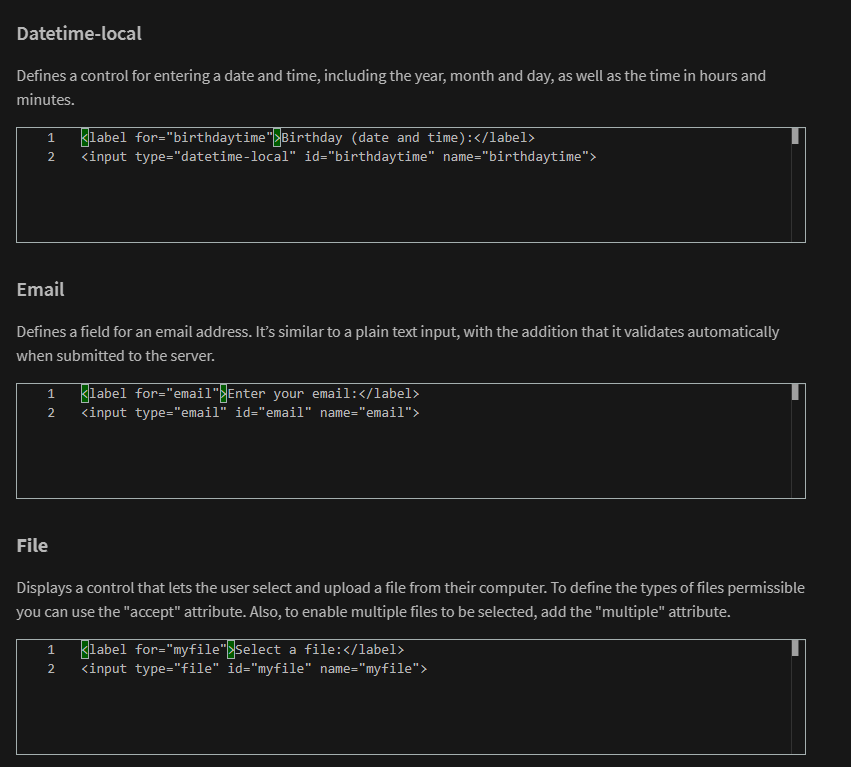 Datetime-local
Defines a control for entering a date and time, including the year, month and day, as well as the time in hours and
minutes.
1 <label for="birthdaytime">Birthday (date and time):</label>
2 <input type="datetime-local" id="birthdaytime" name="birthdaytime">
Email
Defines a field for an email address. It’s similar to a plain text input, with the addition that it validates automatically
when submitted to the server.
1 <label for="email">Enter your email:</label>
2 <input type="email" id="email" name="email">
File
Displays a control that lets the user select and upload a file from their computer. To define the types of files permissible
you can use the "accept" attribute. Also, to enable multiple files to be selected, add the "multiple" attribute.
1 <label for="myfile">Select a file:</label>
2 <input type="file" id="myfile" name="myfile">